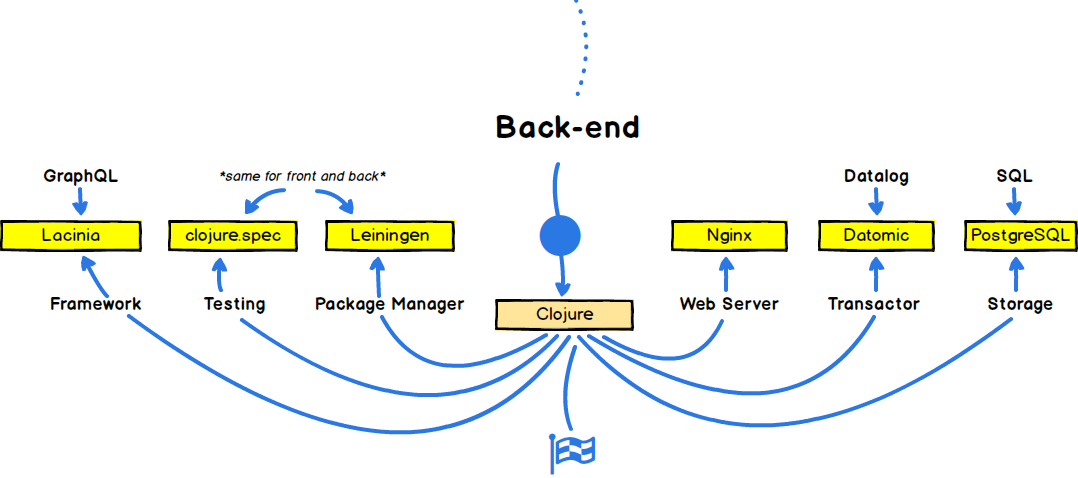 Back-end
GraphQL
*same for front and back*
Datalog
SQL
Lacinia
clojure.spec
Leiningen
Nginx
Datomic
PostgreSQL
Framework
Testing
Package Manager
Clojure
Web Server
Transactor
Storage